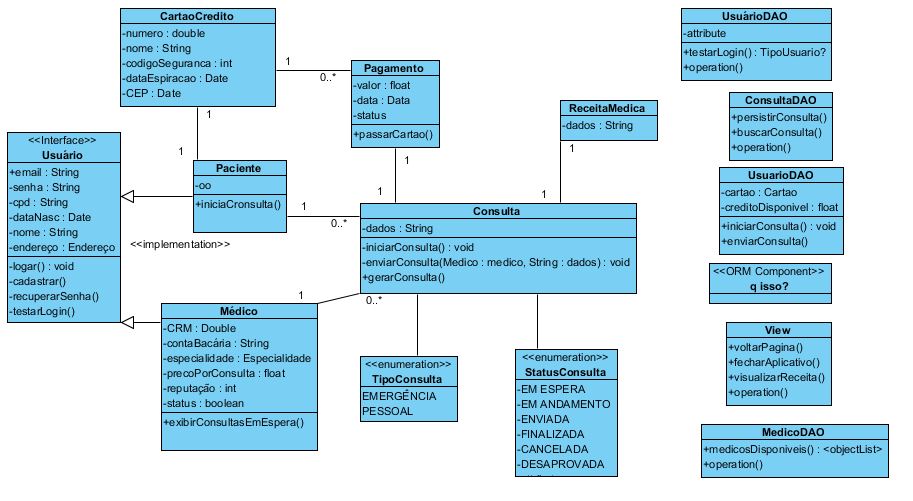 CartaoCredito
-numero : double
-nome : String
-codigoSeguranca : int
-dataEspiracao : Date
-CEP : Date
1
0..*
Pagamento
-valor : float
-data : Data
-status
+passarCartao()
1
1
1
1
<<Interface>>
Usuário
+email : String
-senha : String
-cpd : String
-dataNasc : Date
-nome : String
-endereço : Endereço
-logar() : void
-cadastrar()
-recuperarSenha()
-testarLogin()
Paciente
-oo
+iniciaCronsulta()
<<implementation>>
1
0..*
ReceitaMedica
-dados : String
1
1
Consulta
-dados : String
-iniciarConsulta() : void
-enviarConsulta(Medico : medico, String : dados) : void
+gerarConsulta()
1
0..*
Médico
-CRM : Double
-contaBacária : String
-especialidade : Especialidade
-precoPorConsulta : float
-reputação : int
-status : boolean
+exibirConsultasEmEspera()
<<enumeration>>
TipoConsulta
EMERGÊNCIA
PESSOAL
<<enumeration>>
StatusConsulta
-EM ESPERA
-EM ANDAMENTO
-ENVIADA
-FINALIZADA
-CANCELADA
-DESAPROVADA
UsuárioDAO
-attribute
+testarLogin() : TipoUsuario?
+operation()
ConsultaDAO
+persistirConsulta()
+buscarConsulta()
+operation()
UsuarioDAO
-cartao : Cartao
-creditoDisponivel : float
+iniciarConsulta() : void
+enviarConsulta()
<<ORM Component>>
q isso?
View
+voltarPagina()
+fecharAplicativo()
+visualizarReceita()
+operation()
MedicoDAO
+medicosDisponiveis() : <objectList>
+operation()